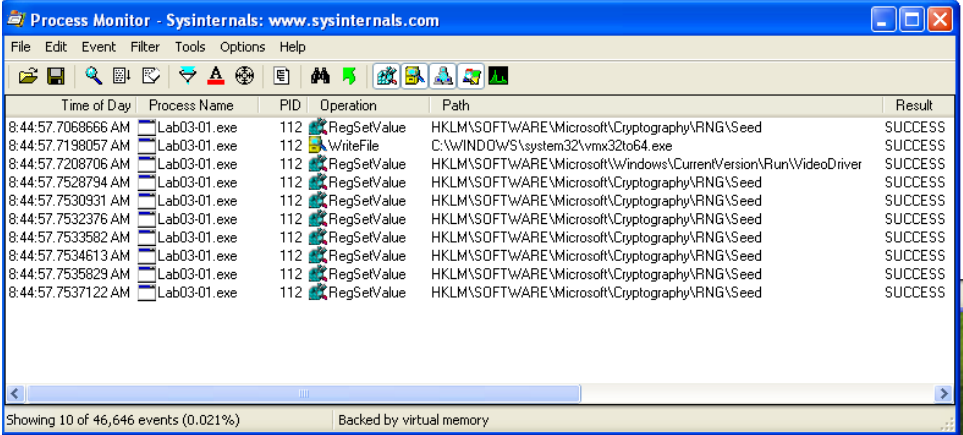 Process Monitor - Sysinternals: www.sysinternals.com
File Edit Event Filter Tools Options Help
Time of Day Process Name PID Operation Path Result
8:44:57.7068666 AM Lab03-01.exe 112 RegSetValue HKLM\SOFTWARE\Microsoft\Cryptography\RNG\Seed SUCCESS
8:44:57.7198057 AM Lab03-01.exe 112 WriteFile C:\WINDOWS\system32\vmx32to64.exe SUCCESS
8:44:57.7208706 AM Lab03-01.exe 112 RegSetValue HKLM\SOFTWARE\Microsoft\Windows\CurrentVersion\Run\VideoDriver SUCCESS
8:44:57.7528794 AM Lab03-01.exe 112 RegSetValue HKLM\SOFTWARE\Microsoft\Cryptography\RNG\Seed SUCCESS
8:44:57.7530931 AM Lab03-01.exe 112 RegSetValue HKLM\SOFTWARE\Microsoft\Cryptography\RNG\Seed SUCCESS
8:44:57.7532376 AM Lab03-01.exe 112 RegSetValue HKLM\SOFTWARE\Microsoft\Cryptography\RNG\Seed SUCCESS
8:44:57.7533582 AM Lab03-01.exe 112 RegSetValue HKLM\SOFTWARE\Microsoft\Cryptography\RNG\Seed SUCCESS
8:44:57.7534613 AM Lab03-01.exe 112 RegSetValue HKLM\SOFTWARE\Microsoft\Cryptography\RNG\Seed SUCCESS
8:44:57.7535829 AM Lab03-01.exe 112 RegSetValue HKLM\SOFTWARE\Microsoft\Cryptography\RNG\Seed SUCCESS
8:44:57.7537122 AM Lab03-01.exe 112 RegSetValue HKLM\SOFTWARE\Microsoft\Cryptography\RNG\Seed SUCCESS
Showing 10 of 46,646 events (0.021%) Backed by virtual memory